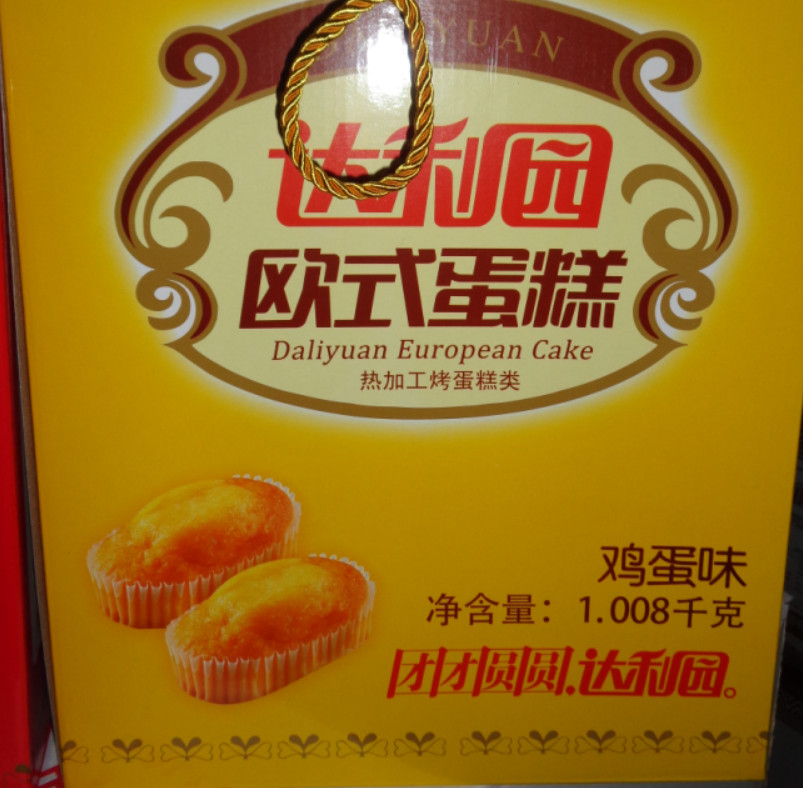 YUAN
达利园
欧式蛋糕
Daliyuan European Cake
热加工烤蛋糕类
鸡蛋味
净含量：1.008千克
团团圆圆.达利园。